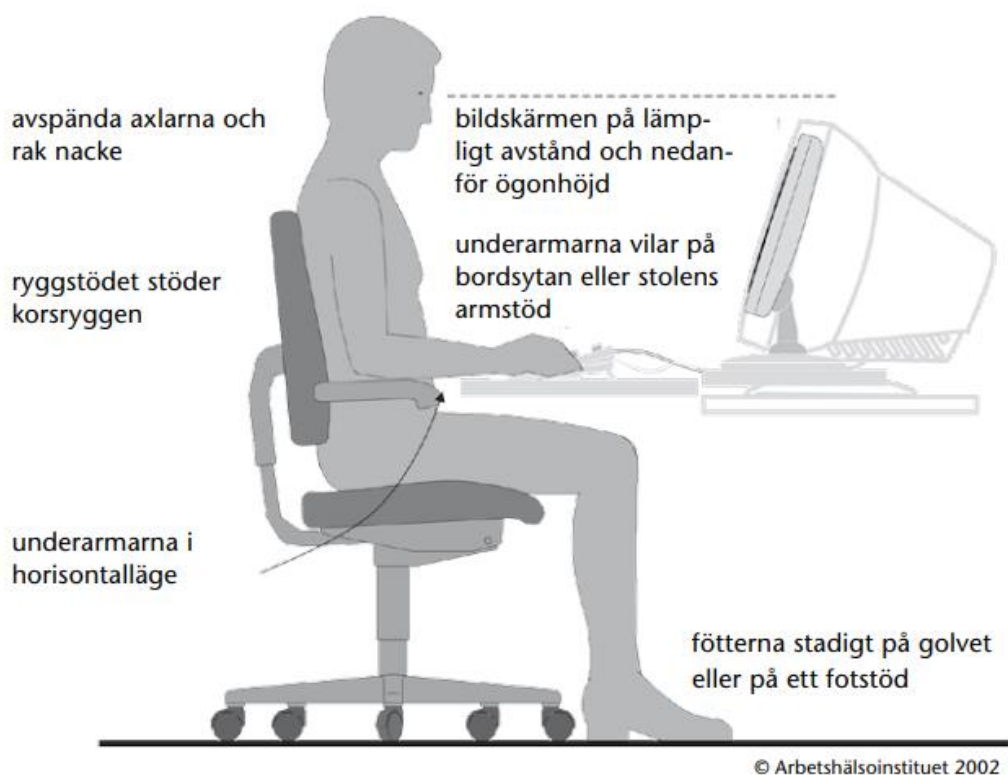 avspända axlarna och
rak nacke
bildskärmen på lämp-
ligt avstånd och nedan-
för ögonhöjd
ryggstödet stöder
korsryggen
underarmarna vilar på
bordsytan eller stolens
armstöd
underarmarna i
horisontalläge
fötterna stadigt på golvet
eller på ett fotstöd
© Arbetshälsoinstituet 2002